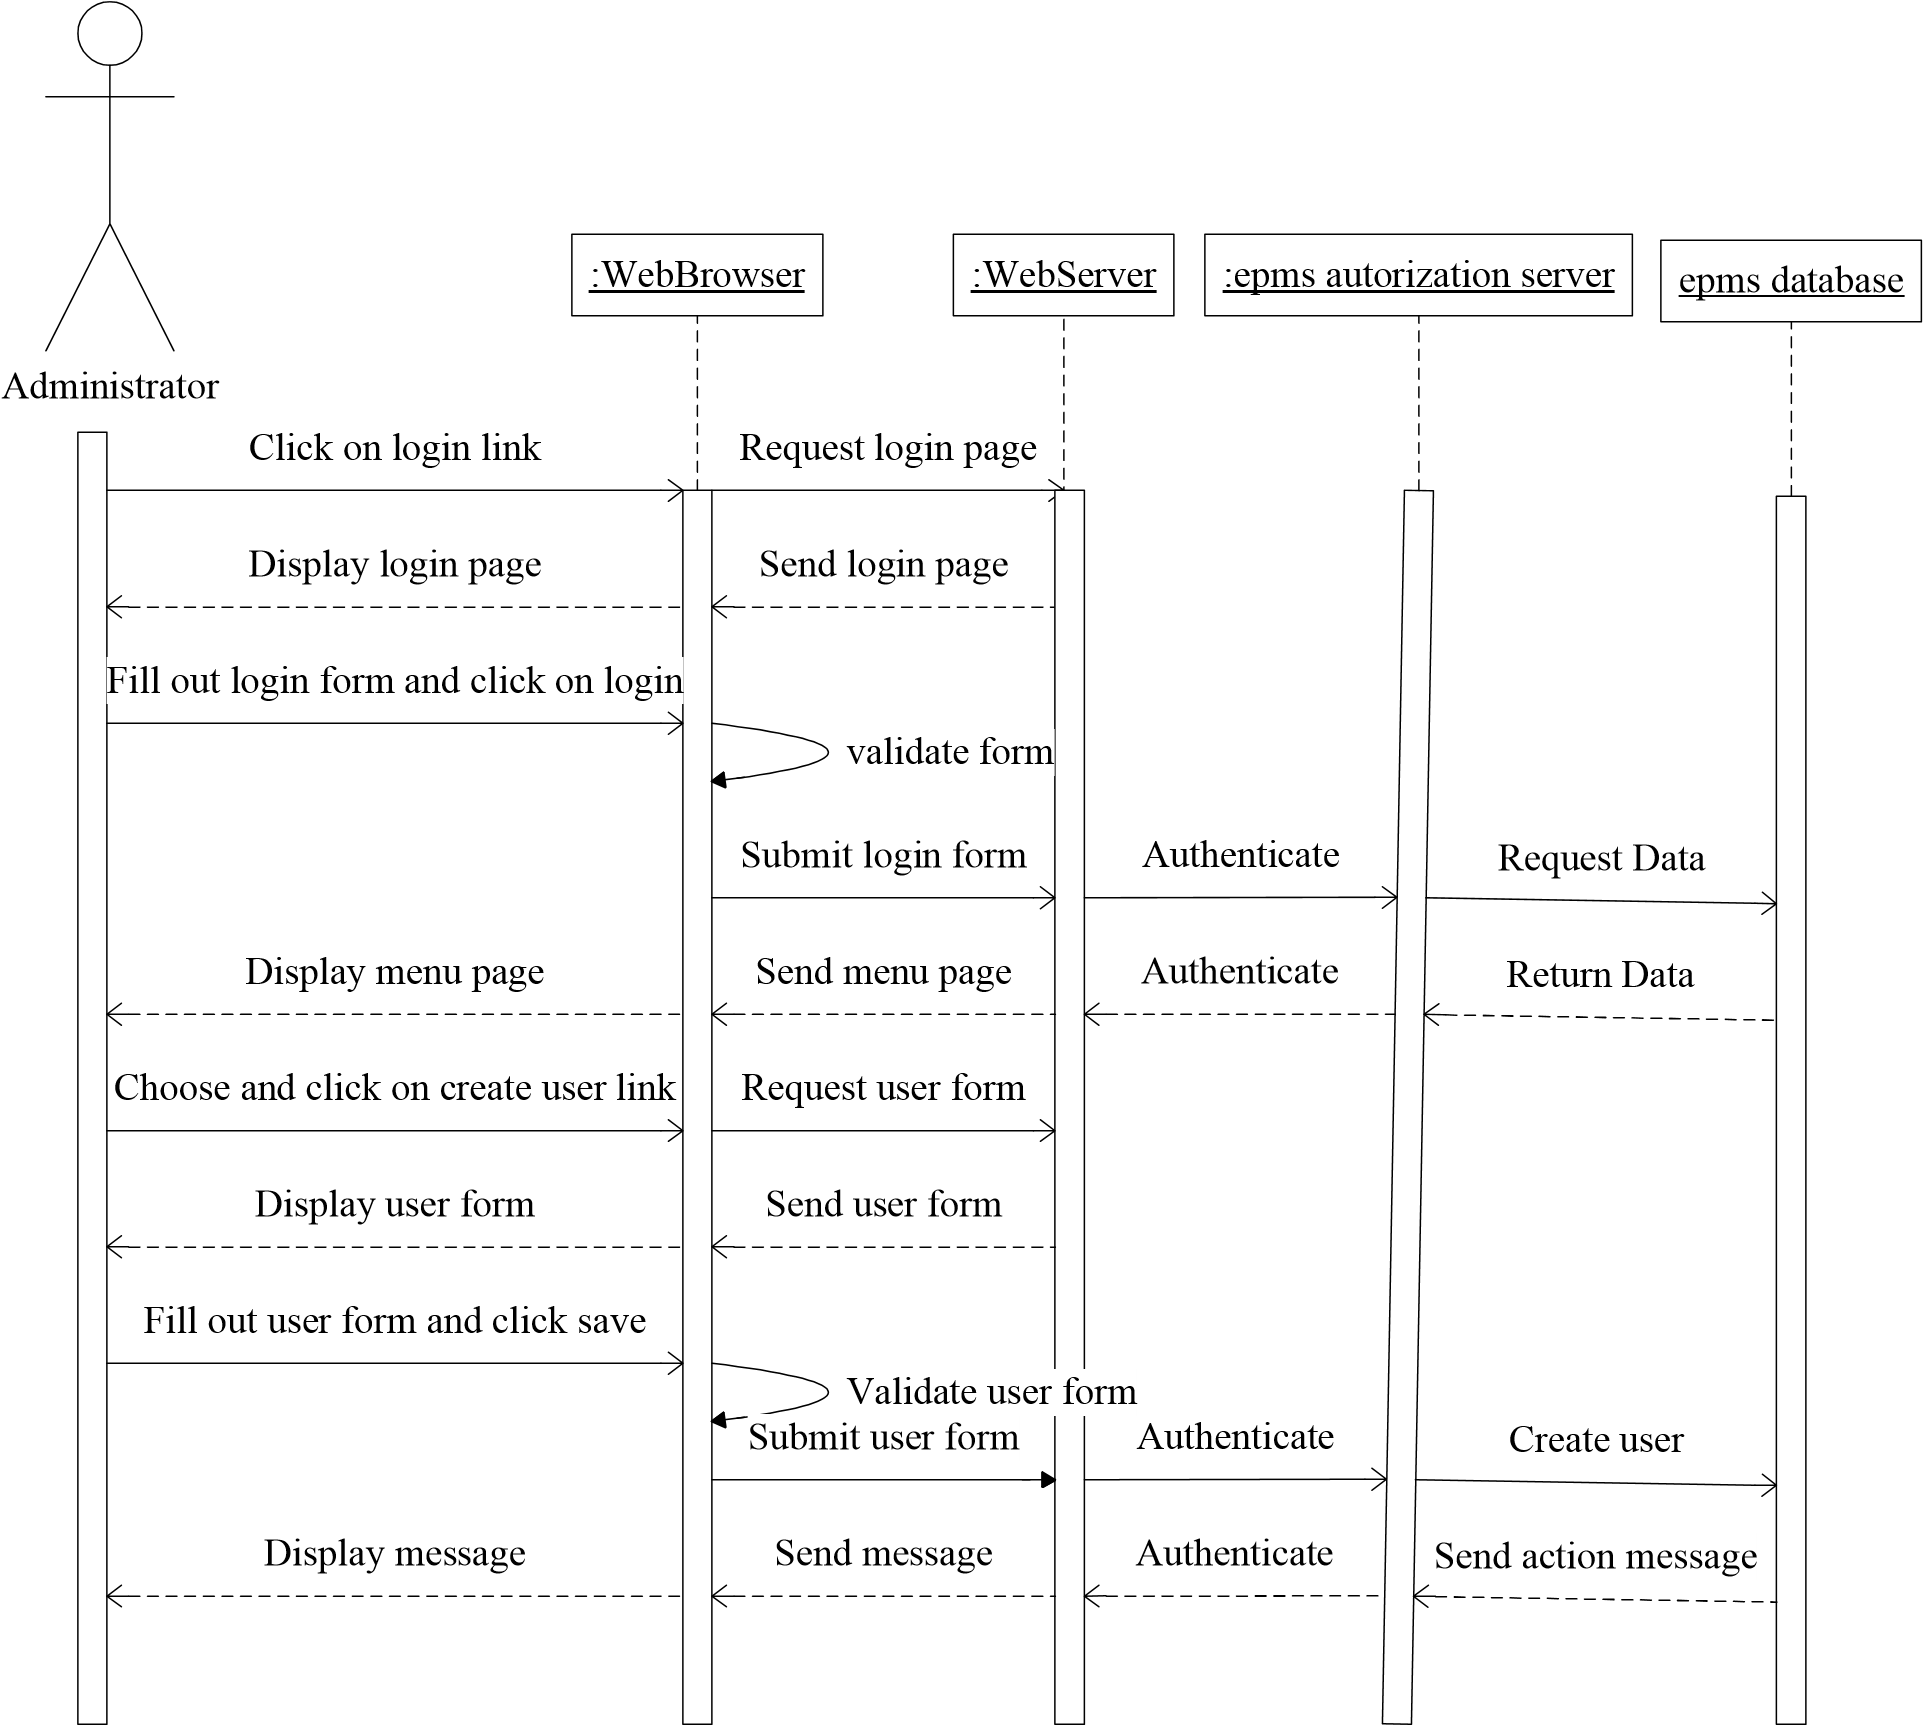 :WebBrowser
:WebServer
:epms autorization server
epms database
Administrator
Click on login link
Request login page
Display login page
Send login page
Fill out login form and click on login
validate form
Submit login form
Authenticate
Request Data
Display menu page
Send menu page
Authenticate
Return Data
Choose and click on create user link
Request user form
Display user form
Send user form
Fill out user form and click save
Validate user form
Submit user form
Authenticate
Create user
Display message
Send message
Authenticate
Send action message